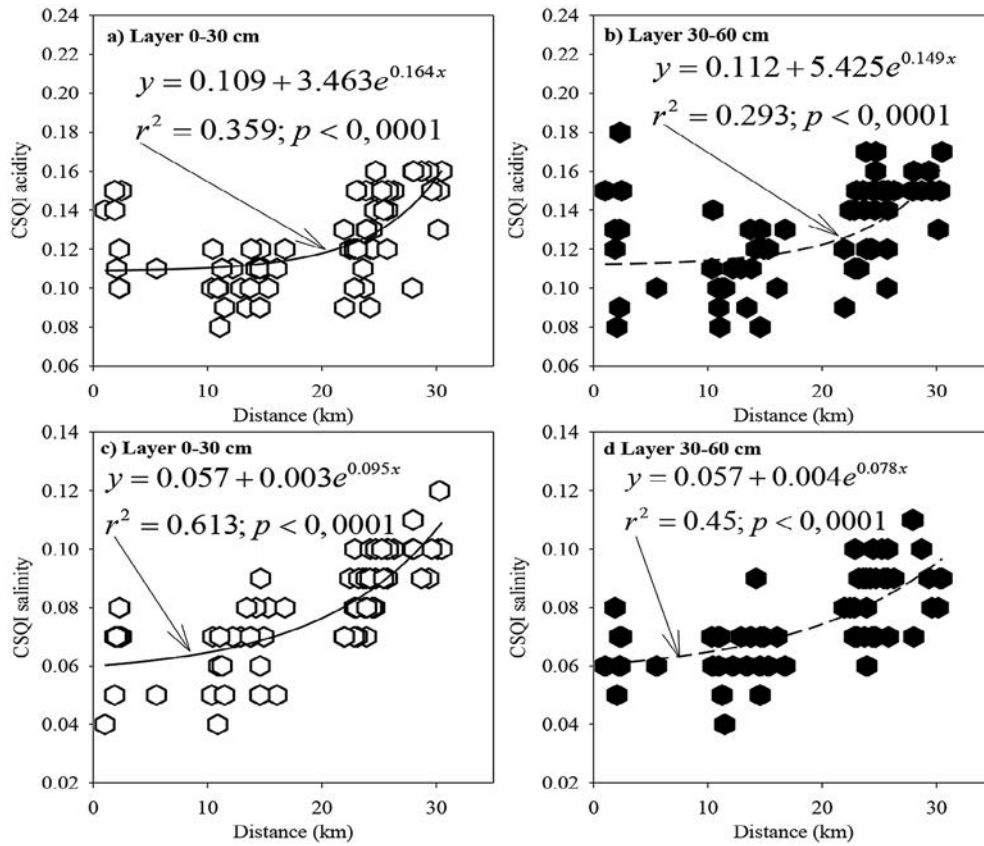 a) Layer 0-30 cm
y = 0.109 + 3.463e^{0.164x}
r² = 0.359; p < 0,0001
0.24
0.22
0.20
0.18
0.16
0.14
0.12
0.10
0.08
0.06
CSQI acidity
0 10 20 30
Distance (km)
b) Layer 30-60 cm
y = 0.112 + 5.425e^{0.149x}
r² = 0.293; p < 0,0001
0.24
0.22
0.20
0.18
0.16
0.14
0.12
0.10
0.08
0.06
CSQI acidity
0 10 20 30
Distance (km)
c) Layer 0-30 cm
y = 0.057 + 0.003e^{0.095x}
r² = 0.613; p < 0,0001
0.14
0.12
0.10
0.08
0.06
0.04
0.02
CSQI salinity
0 10 20 30
Distance (km)
d Layer 30-60 cm
y = 0.057 + 0.004e^{0.078x}
r² = 0.45; p < 0,0001
0.14
0.12
0.10
0.08
0.06
0.04
0.02
CSQI salinity
0 10 20 30
Distance (km)